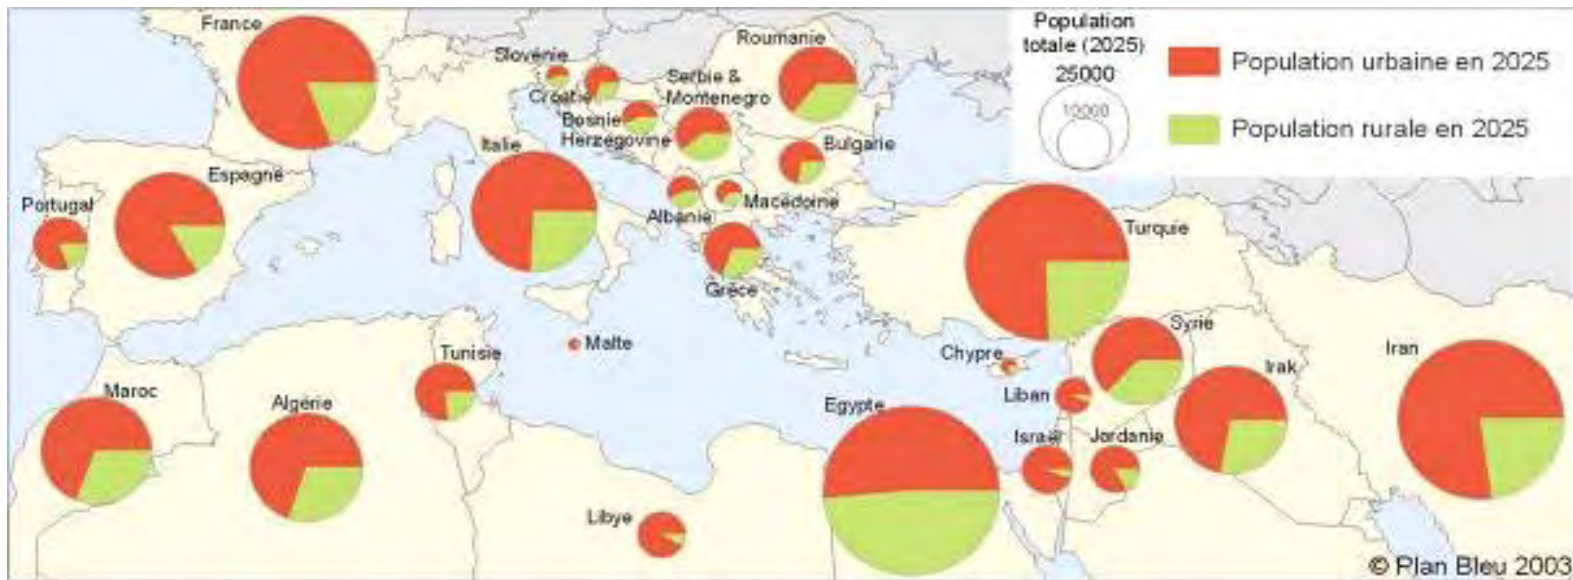 France
Slovénie
Croatie
Bosnie
Herzégovine
Serbie &
Montenegro
Roumanie
Bulgarie
Population
totale (2025)
25000
10000
Population urbaine en 2025
Population rurale en 2025
Portugal
Espagne
Italie
Albanie
Macédoine
Grèce
Turquie
Malte
Chypre
Syrie
Liban
Irak
Iran
Israël
Jordanie
Maroc
Algérie
Tunisie
Libye
Egypte
© Plan Bleu 2003